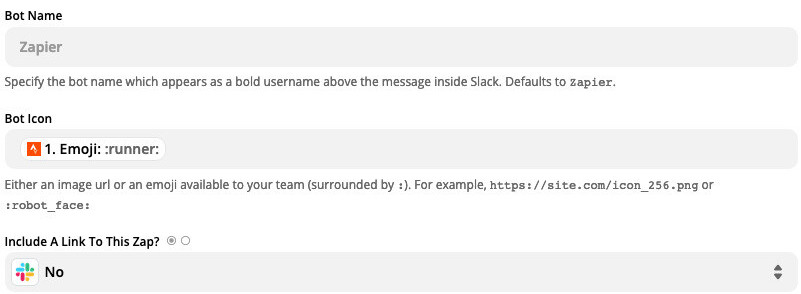 Bot Name
Zapier
Specify the bot name which appears as a bold username above the message inside Slack. Defaults to Zapier.
Bot Icon
1. Emoji: :runner:
Either an image url or an emoji available to your team (surrounded by :). For example, https://site.com/icon_256.png or
:robot_face:
Include A Link To This Zap?
No